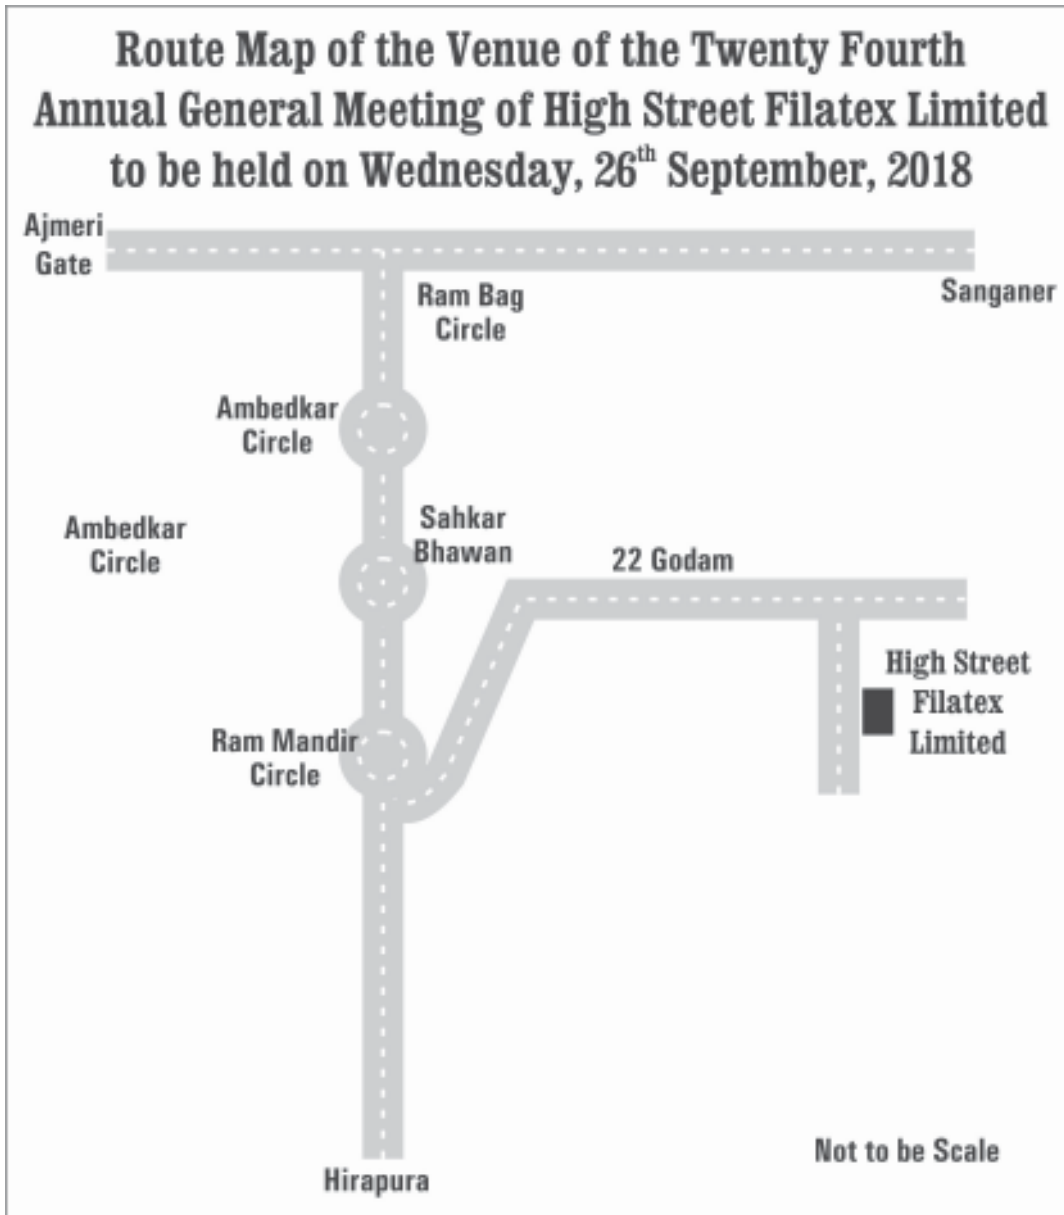 Route Map of the Venue of the Twenty Fourth
Annual General Meeting of High Street Filatex Limited
to be held on Wednesday, 26th September, 2018
Ajmeri
Gate
Ram Bag
Circle
Sanganer
Ambedkar
Circle
Ambedkar
Circle
Sahkar
Bhawan
22 Godam
High Street
Filatex
Limited
Ram Mandir
Circle
Not to be Scale
Hirapura